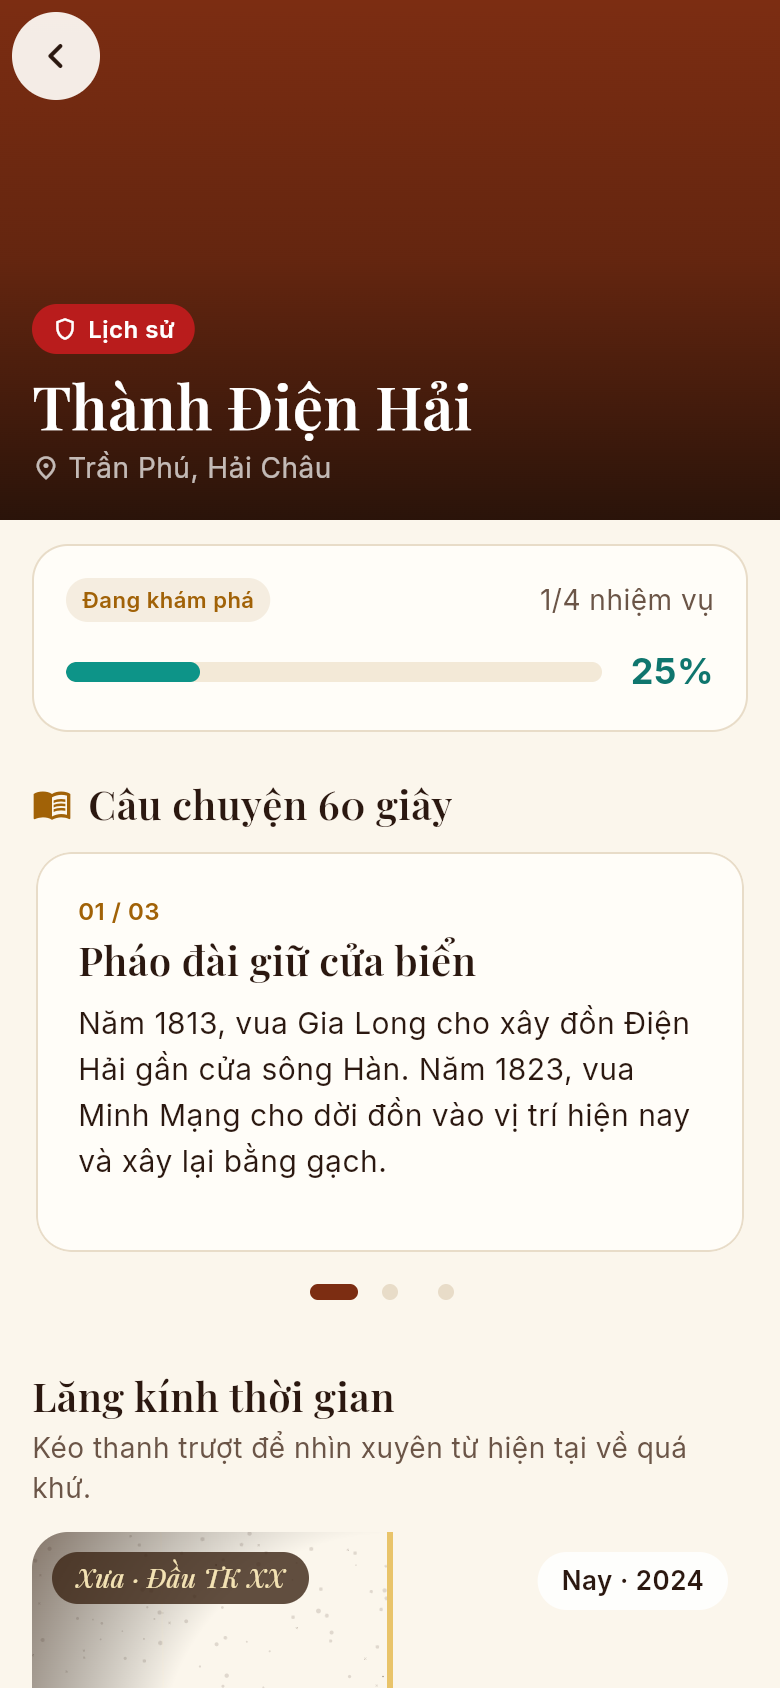 Lịch sử
Thành Điện Hải
Trần Phú, Hải Châu
Đang khám phá
1/4 nhiệm vụ
25%
Câu chuyện 60 giây
01 / 03
Pháo đài giữ cửa biển
Năm 1813, vua Gia Long cho xây đồn Điện
Hải gần cửa sông Hàn. Năm 1823, vua
Minh Mạng cho dời đồn vào vị trí hiện nay
và xây lại bằng gạch.
Lăng kính thời gian
Kéo thanh trượt để nhìn xuyên từ hiện tại về quá
khứ.
Xưa · Đầu TK XX
Nay · 2024